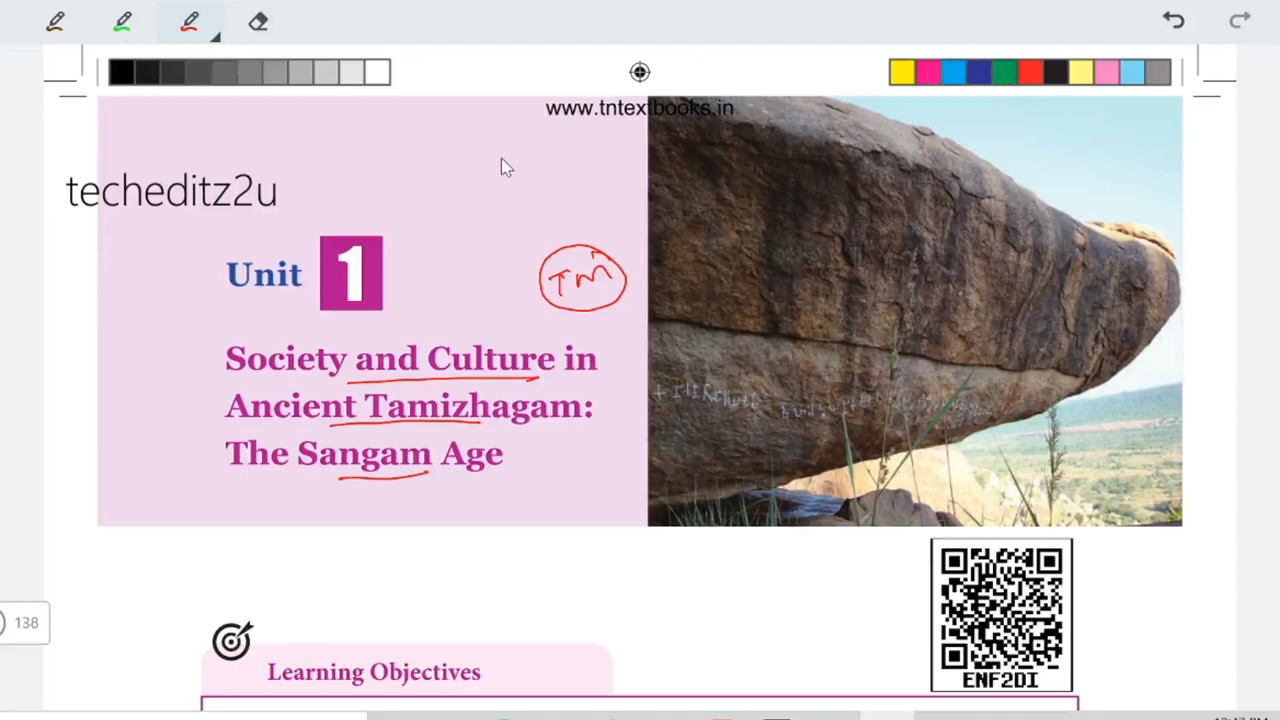 www.tntextbooks.in
techeditz2u
Unit 1
TM
Society and Culture in
Ancient Tamizhagam:
The Sangam Age
138
ENF2DI
Learning Objectives